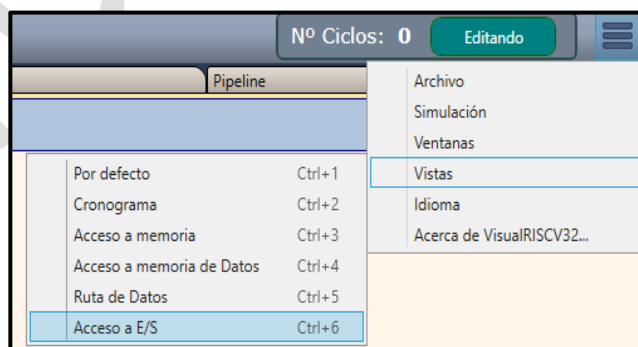 Nº Ciclos: 0 Editando
Pipeline
Archivo
Simulación
Ventanas
Vistas
Idioma
Acerca de VisualRISCV32...
Por defecto Ctrl+1
Cronograma Ctrl+2
Acceso a memoria Ctrl+3
Acceso a memoria de Datos Ctrl+4
Ruta de Datos Ctrl+5
Acceso a E/S Ctrl+6